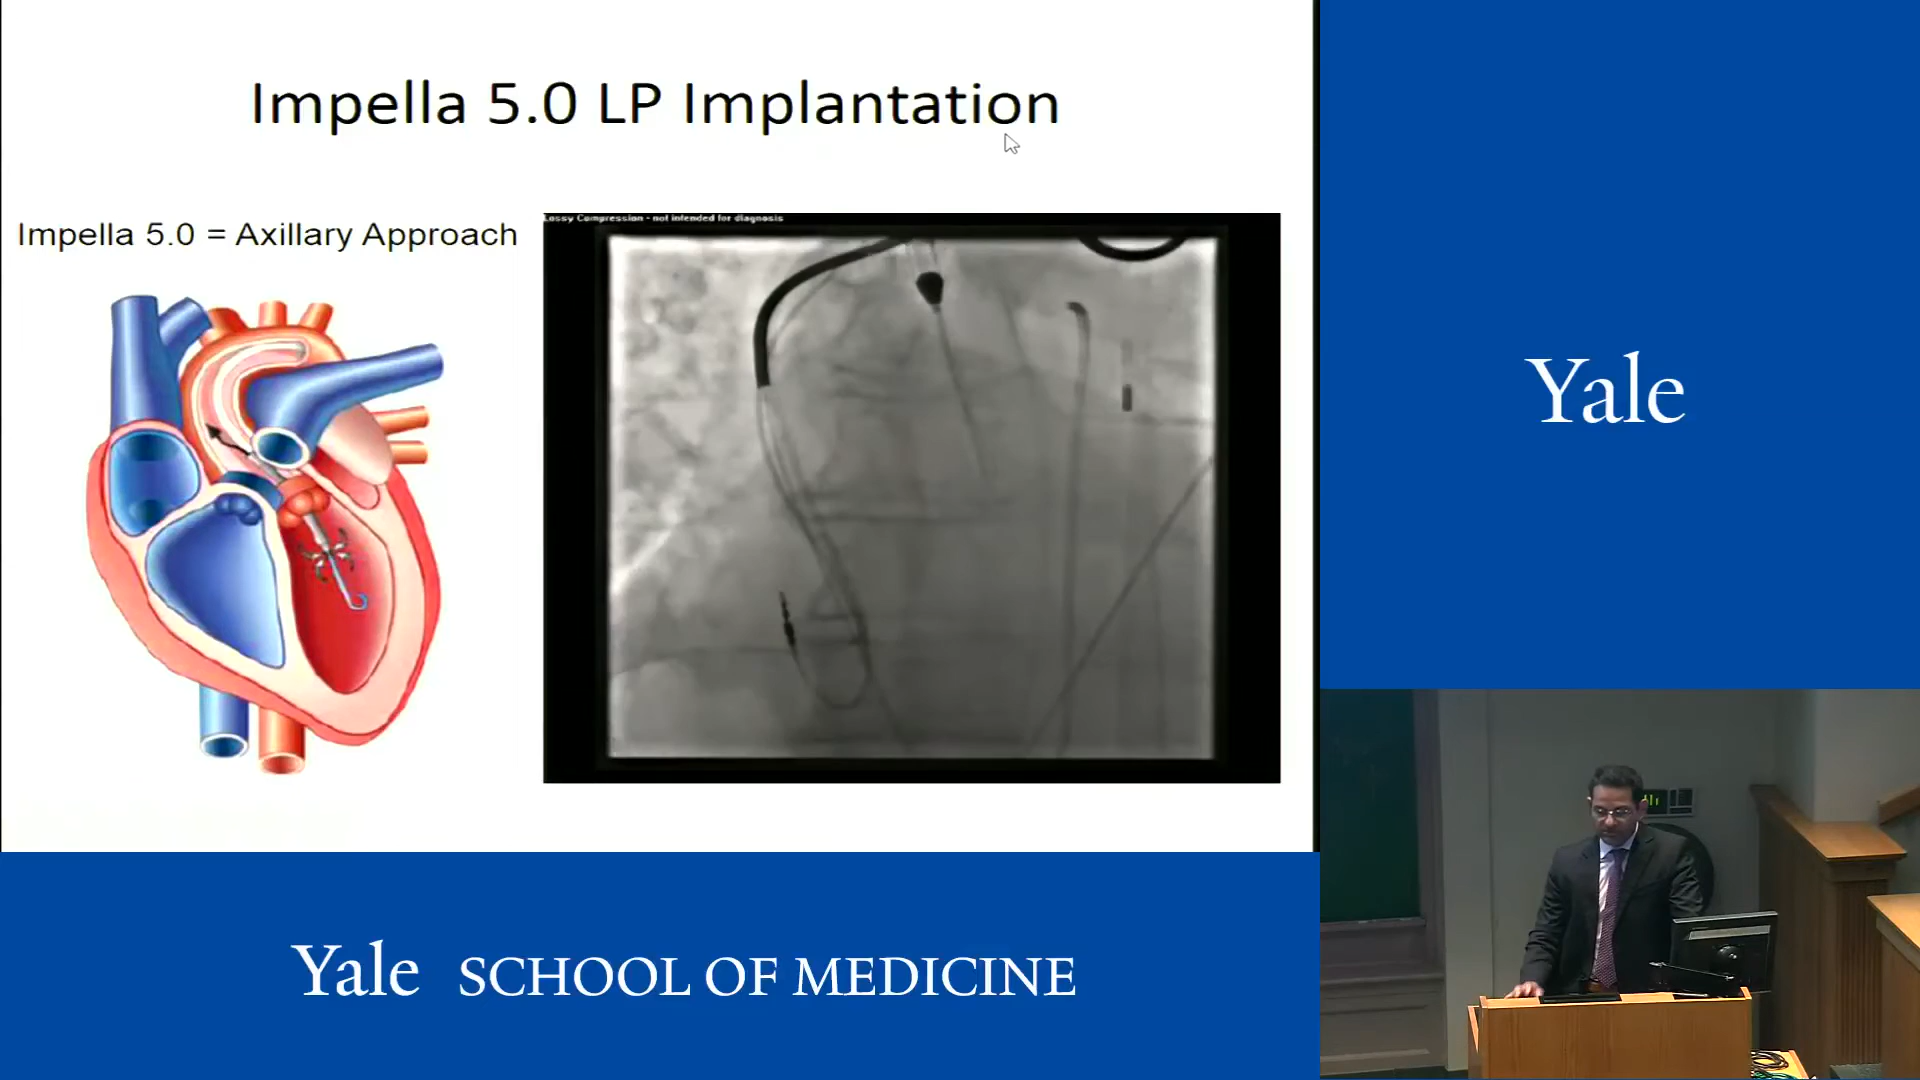 Impella 5.0 LP Implantation
Impella 5.0 = Axillary Approach
Lossy Compression - not intended for diagnosis
Yale
Yale SCHOOL OF MEDICINE